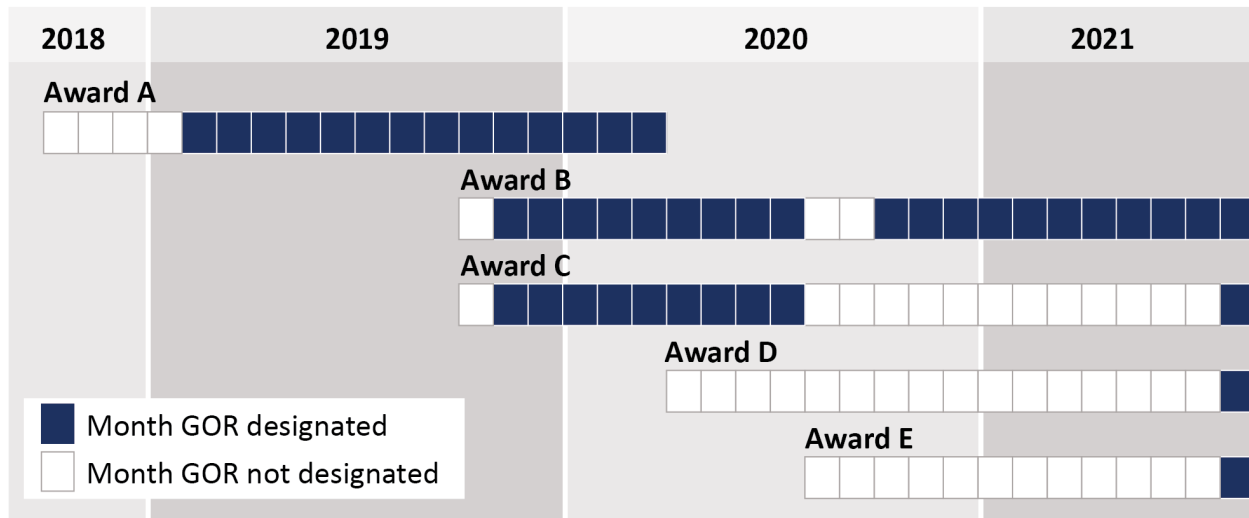 2018 2019 2020 2021
Award A
Award B
Award C
Award D
Award E
Month GOR designated
Month GOR not designated